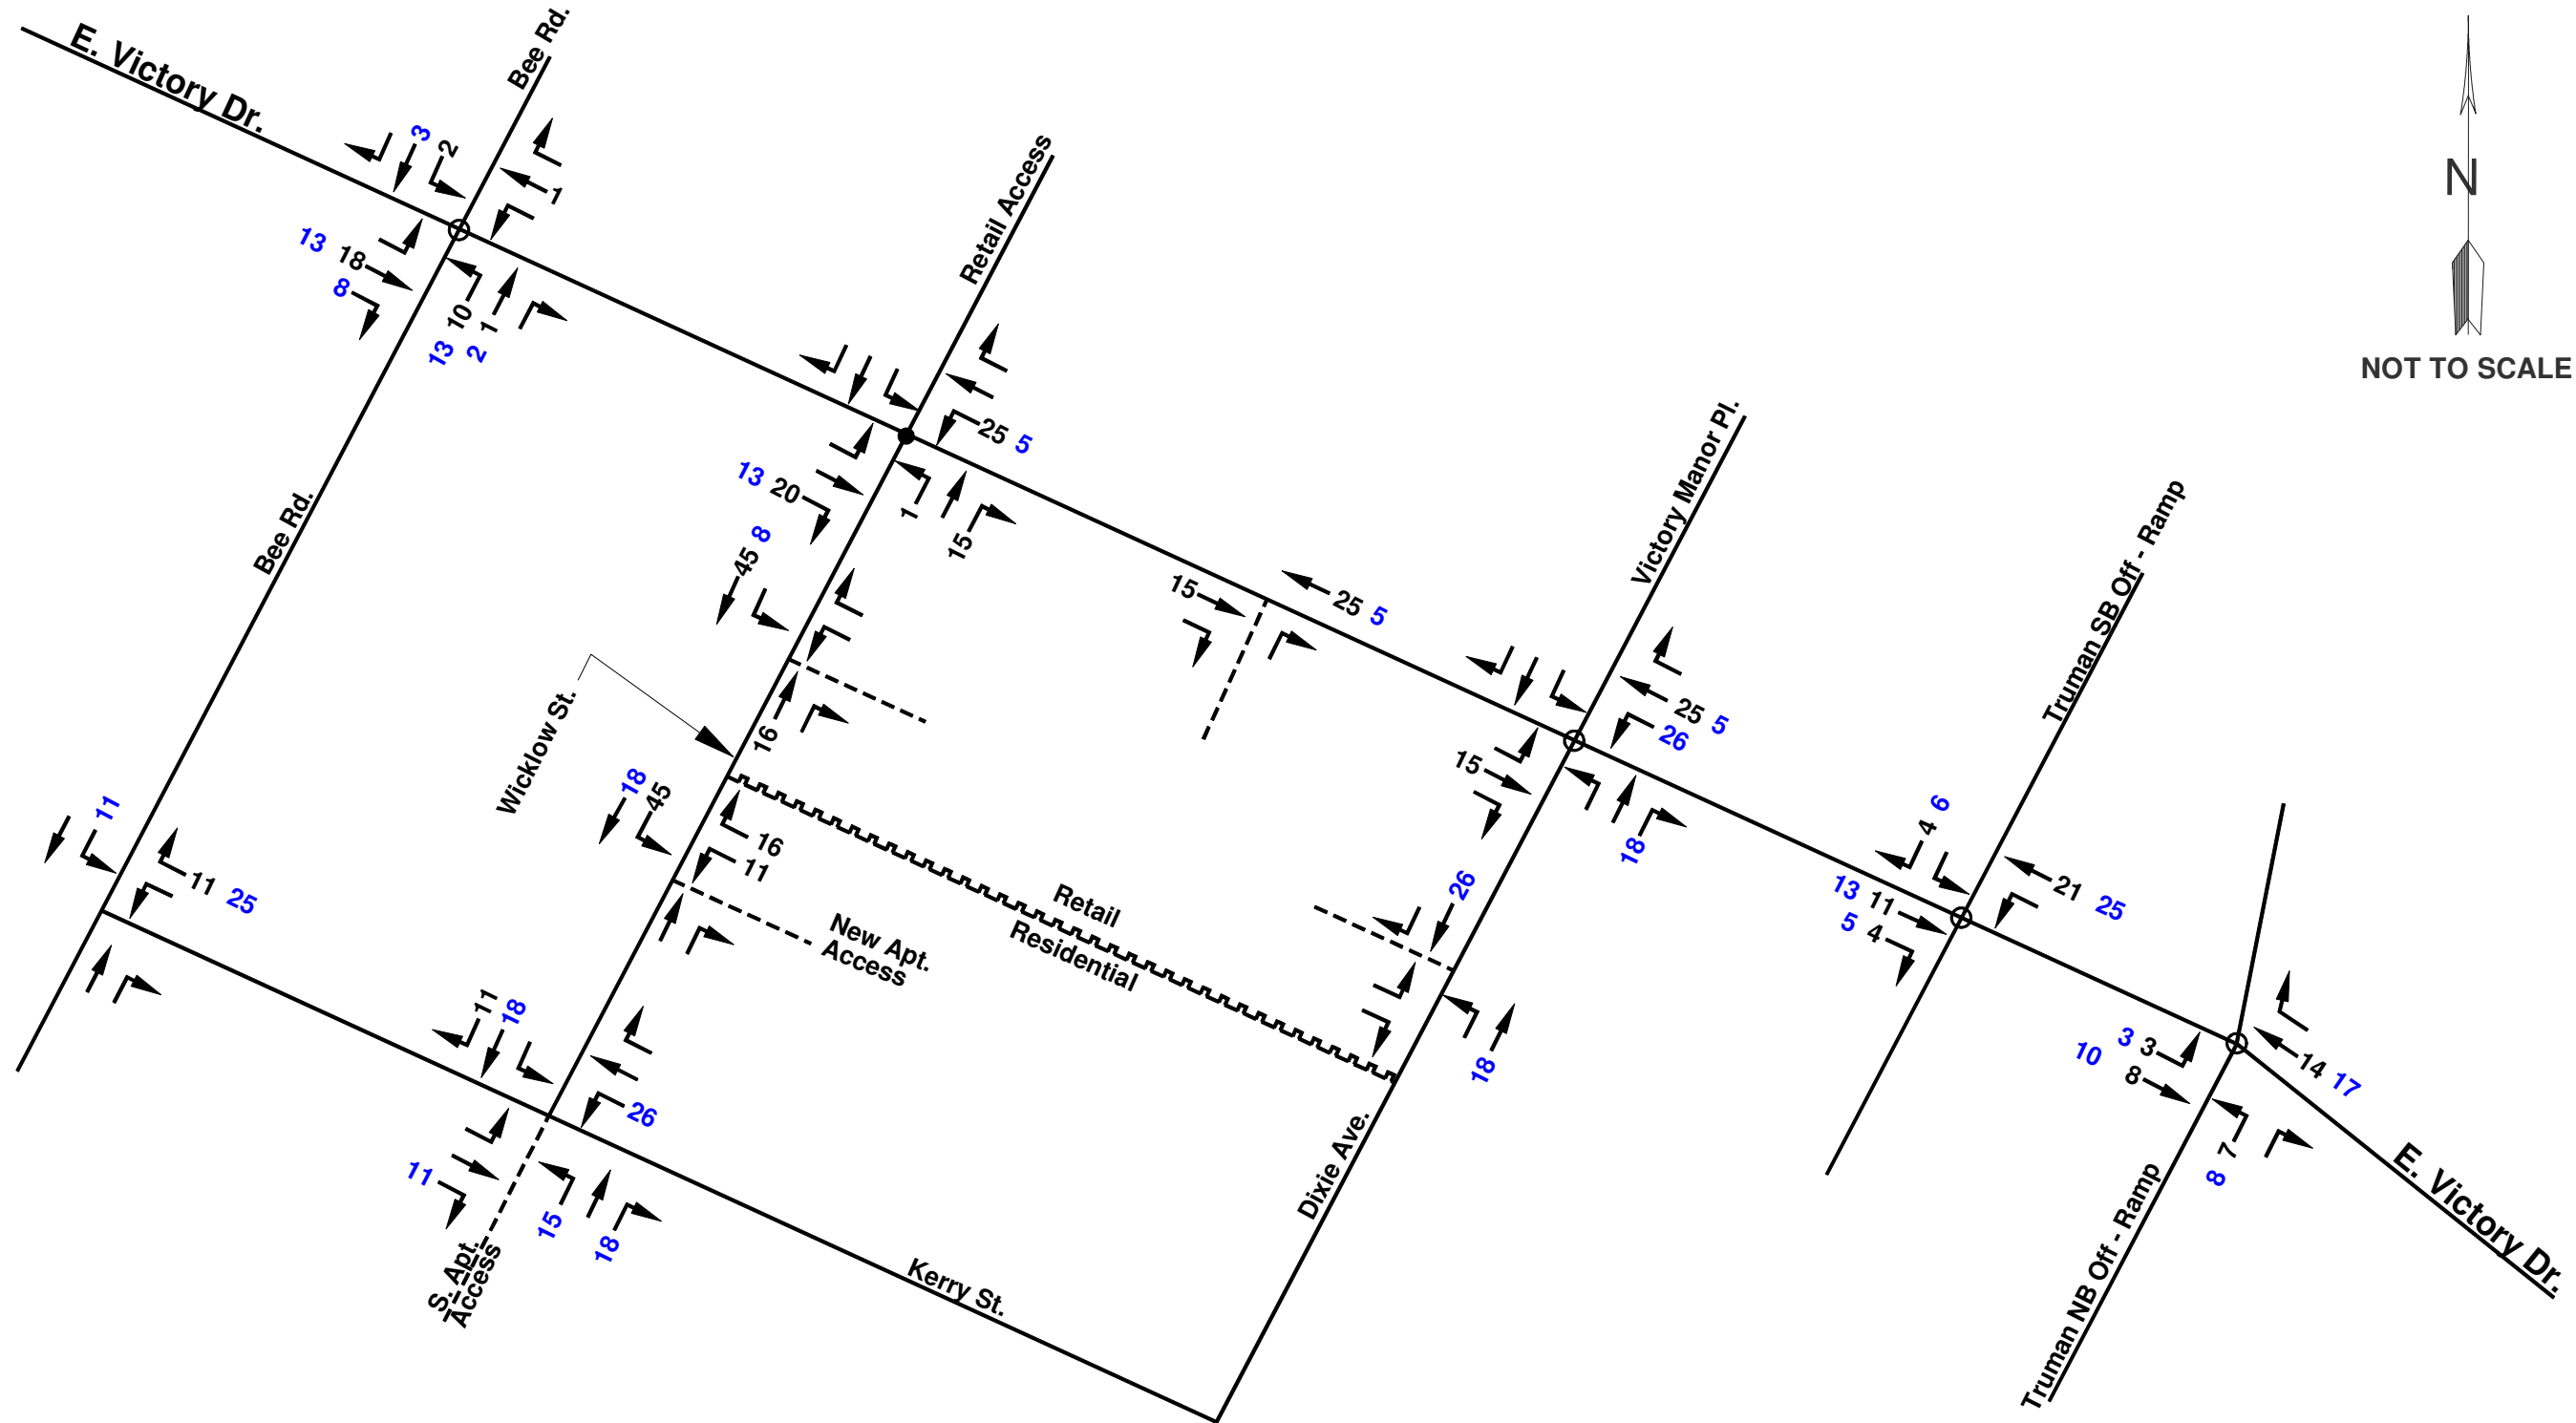 E. Victory Dr.
Bee Rd.
3 2
1
13 18
8
10 1
13 2
Retail Access
N
NOT TO SCALE
25 5
13 20
1
15
45 8
Bee Rd.
Victory Manor Pl.
15
25 5
25 5
26
15
18
Truman SB Off - Ramp
4 6
21 25
13 11
5 4
Wicklow St.
16
18 45
16
11
New Apt.
Access
Retail
Residential
26
18
11
11 25
11 18
26
11
15
18
S. Apt.
Access
Kerry St.
Dixie Ave.
3 3
10 8
14 17
7
8
Truman NB Off - Ramp
E. Victory Dr.